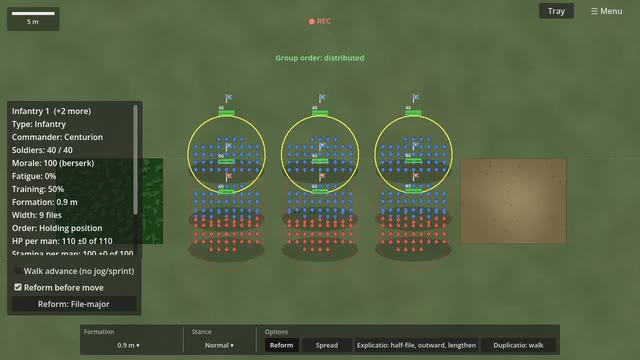 5 m
REC
Tray
☰ Menu
Group order: distributed
Infantry 1 (+2 more)
Type: Infantry
Commander: Centurion
Soldiers: 40 / 40
Morale: 100 (berserk)
Fatigue: 0%
Training: 50%
Formation: 0.9 m
Width: 9 files
Order: Holding position
HP per man: 110 ±0 of 110
Stamina per man: 100 ±0 of 100
Walk advance (no jog/sprint)
Reform before move
Reform: File-major
40
40
40
Formation
0.9 m ▾
Stance
Normal ▾
Options
Reform
Spread
Explicatio: half-file, outward, lengthen
Duplicatio: walk